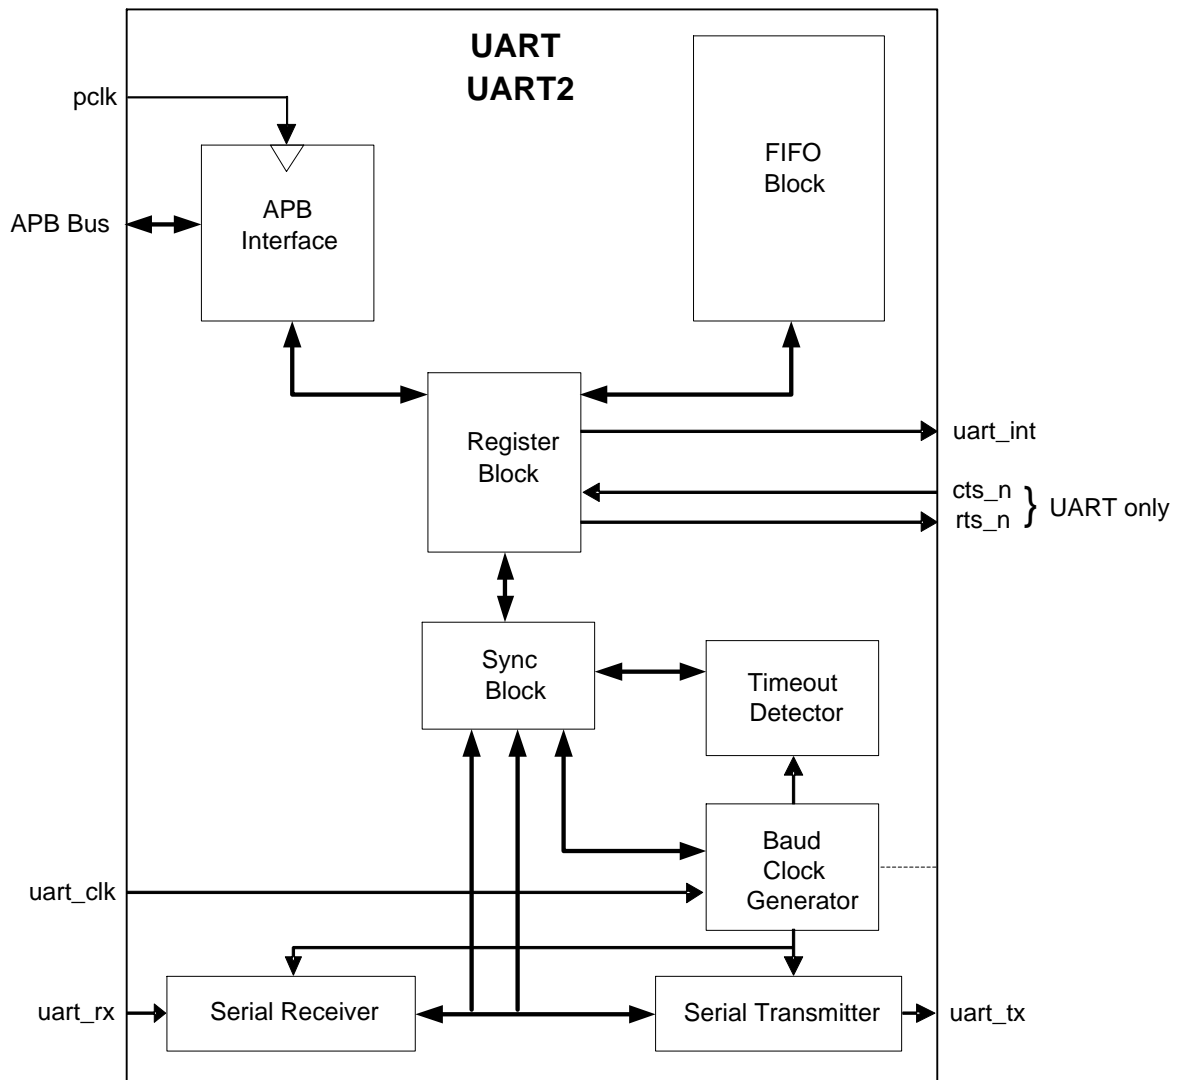 UART
UART2
pclk
FIFO
Block
APB Bus
APB
Interface
Register
Block
uart_int
cts_n
rts_n
} UART only
Sync
Block
Timeout
Detector
Baud
Clock
Generator
uart_clk
uart_rx
Serial Receiver
Serial Transmitter
uart_tx